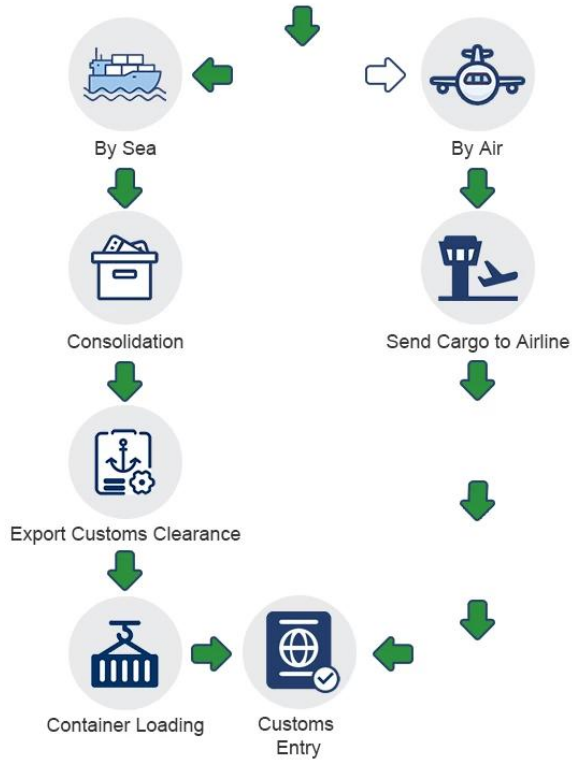 By Sea
By Air
Consolidation
Send Cargo to Airline
Export Customs Clearance
Container Loading
Customs
Entry